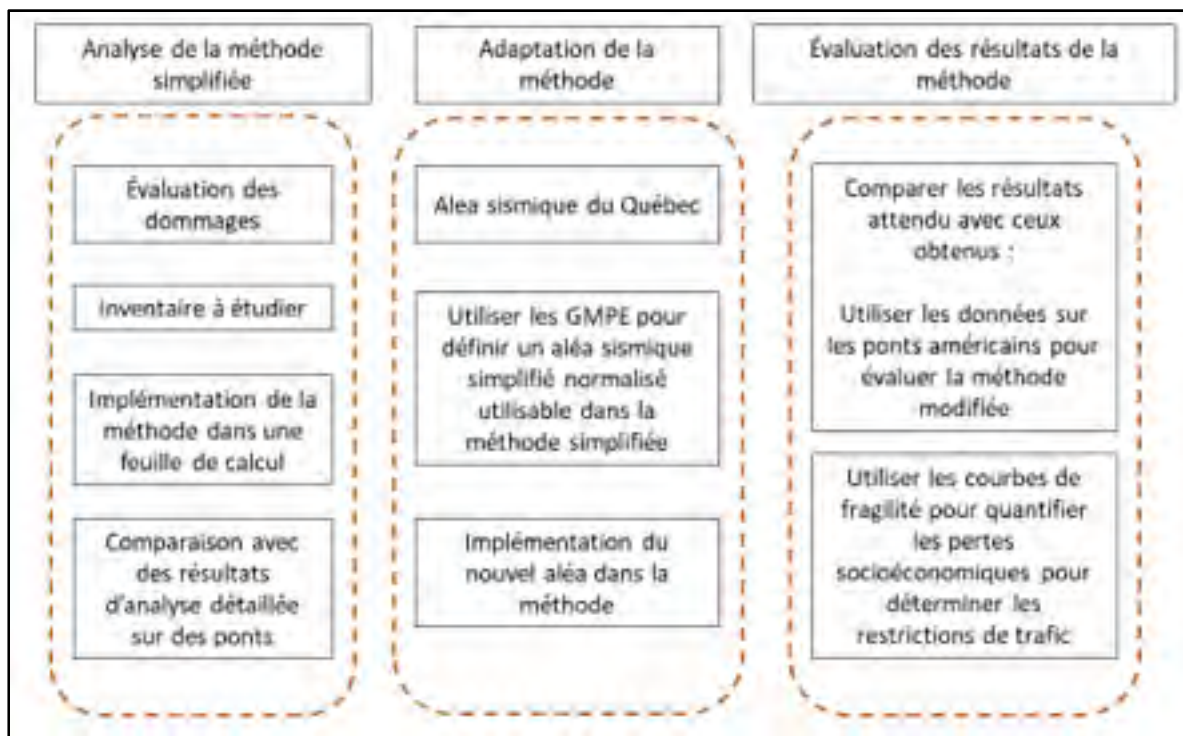 Analyse de la méthode
simplifiée
Évaluation des
dommages
Inventaire à étudier
Implémentation de la
méthode dans une
feuille de calcul
Comparaison avec
des résultats
d'analyse détaillée
sur des ponts
Adaptation de la
méthode
Alea sismique du Québec
Utiliser les GMPE pour
définir un aléa sismique
simplifié normalisé
utilisable dans la
méthode simplifiée
Implémentation du
nouvel aléa dans la
méthode
Évaluation des résultats de la
méthode
Comparer les résultats
attendu avec ceux
obtenus :
Utiliser les données sur
les ponts américains pour
évaluer la méthode
modifiée
Utiliser les courbes de
fragilité pour quantifier
les pertes
socioéconomiques pour
déterminer les
restrictions de trafic